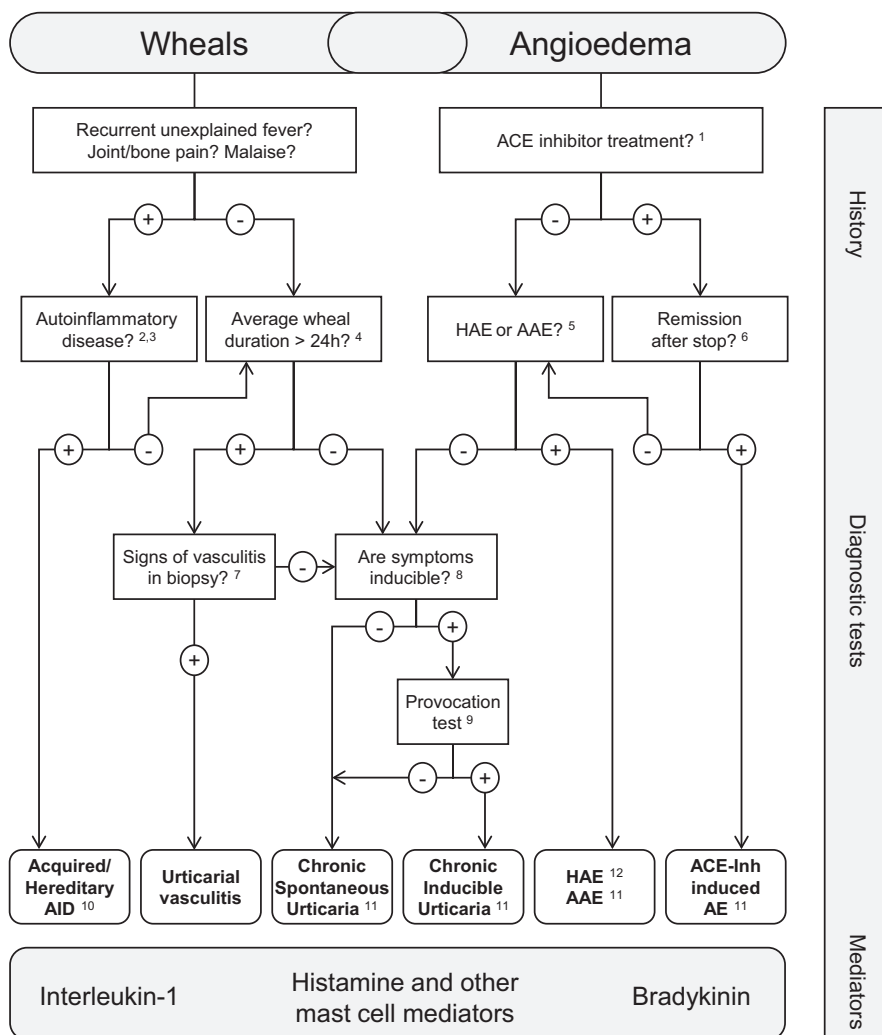 Wheals
Angioedema
Recurrent unexplained fever?
Joint/bone pain? Malaise?
ACE inhibitor treatment? 1
History
+
-
-
+
Autoinflammatory
disease? 2,3
Average wheal
duration > 24h? 4
HAE or AAE? 5
Remission
after stop? 6
+
-
+
-
-
+
-
+
Diagnostic tests
Signs of vasculitis
in biopsy? 7
-
Are symptoms
inducible? 8
-
+
+
Provocation
test 9
-
+
Acquired/
Hereditary
AID 10
Urticarial
vasculitis
Chronic
Spontaneous
Urticaria 11
Chronic
Inducible
Urticaria 11
HAE 12
AAE 11
ACE-Inh
induced
AE 11
Mediators
Interleukin-1
Histamine and other
mast cell mediators
Bradykinin